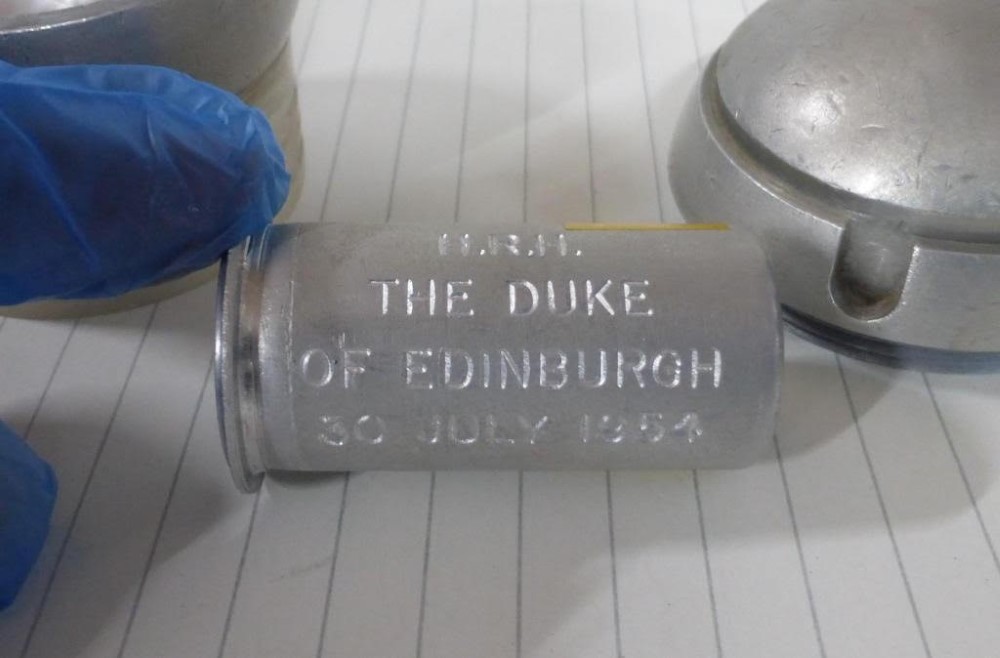 H.R.H.
THE DUKE
OF EDINBURGH
30 JULY 1954